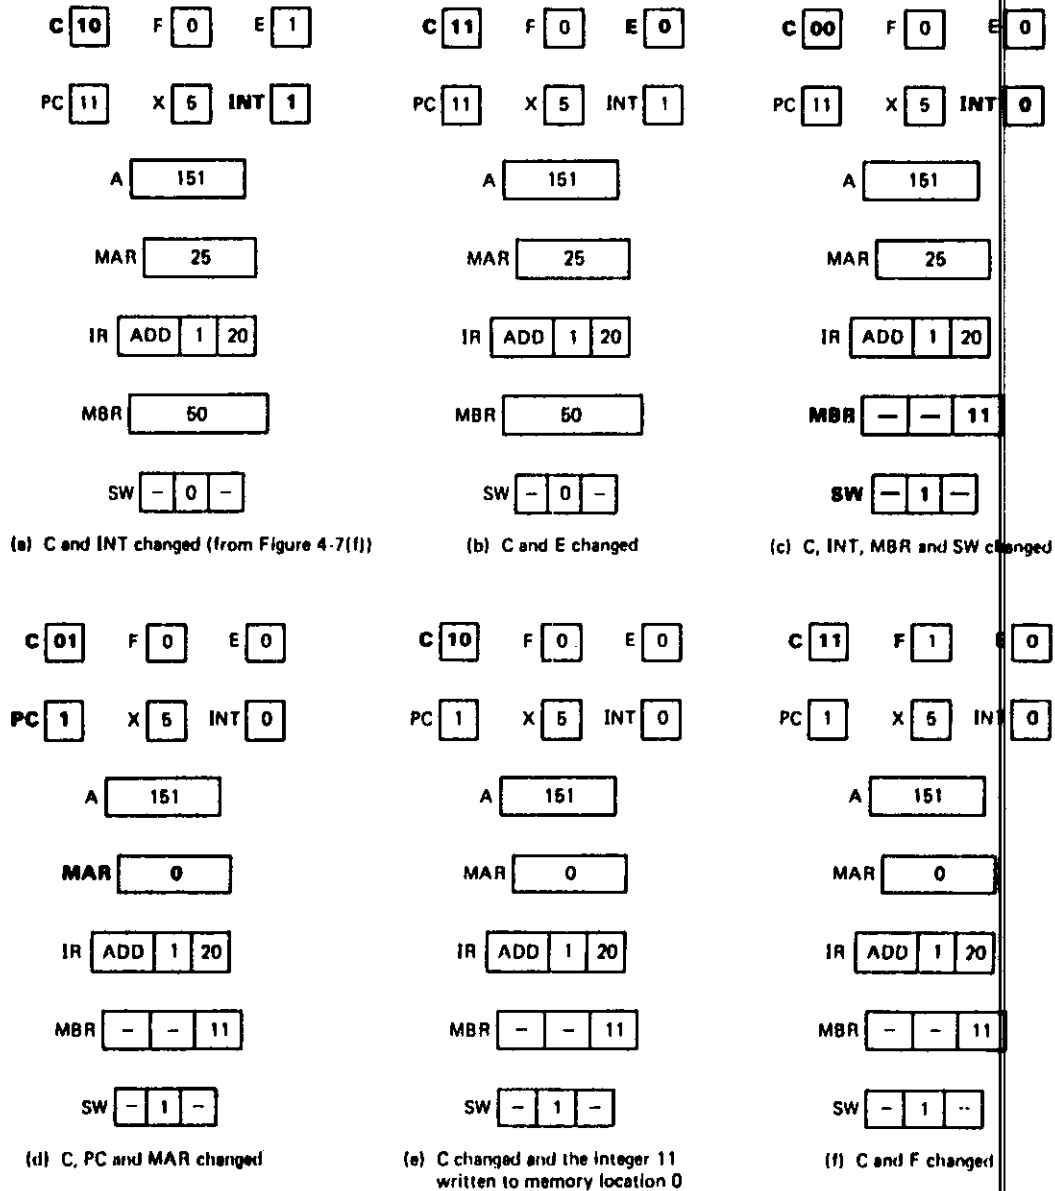 C 10 F 0 E 1
PC 11 X 5 INT 1
A 151
MAR 25
IR ADD 1 20
MBR 50
SW – 0 –
(a) C and INT changed (from Figure 4-7(f))
C 11 F 0 E 0
PC 11 X 5 INT 1
A 151
MAR 25
IR ADD 1 20
MBR 50
SW – 0 –
(b) C and E changed
C 00 F 0 E 0
PC 11 X 5 INT 0
A 151
MAR 25
IR ADD 1 20
MBR — — 11
SW — 1 —
(c) C, INT, MBR and SW changed
C 01 F 0 E 0
PC 1 X 5 INT 0
A 151
MAR 0
IR ADD 1 20
MBR – – 11
SW – 1 –
(d) C, PC and MAR changed
C 10 F 0 E 0
PC 1 X 5 INT 0
A 151
MAR 0
IR ADD 1 20
MBR – – 11
SW – 1 –
(e) C changed and the integer 11
written to memory location 0
C 11 F 1 E 0
PC 1 X 5 INT 0
A 151
MAR 0
IR ADD 1 20
MBR – – 11
SW – 1 –
(f) C and F changed